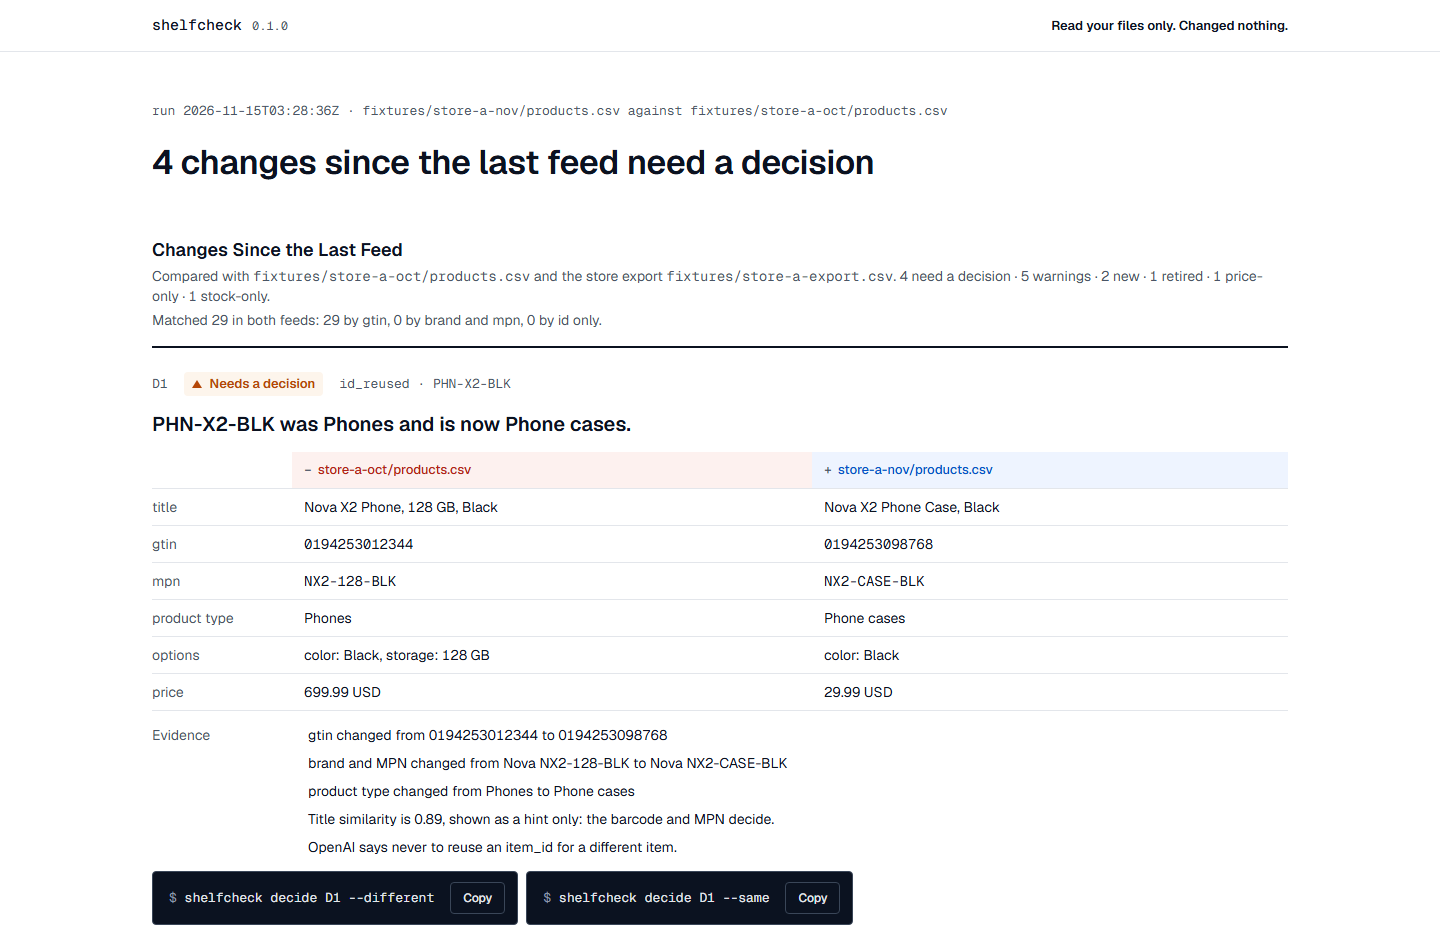 shelfcheck 0.1.0
Read your files only. Changed nothing.
run 2026-11-15T03:28:36Z · fixtures/store-a-nov/products.csv against fixtures/store-a-oct/products.csv
4 changes since the last feed need a decision
Changes Since the Last Feed
Compared with fixtures/store-a-oct/products.csv and the store export fixtures/store-a-export.csv. 4 need a decision · 5 warnings · 2 new · 1 retired · 1 price-
only · 1 stock-only.
Matched 29 in both feeds: 29 by gtin, 0 by brand and mpn, 0 by id only.
D1 ▲ Needs a decision id_reused · PHN-X2-BLK
PHN-X2-BLK was Phones and is now Phone cases.
− store-a-oct/products.csv + store-a-nov/products.csv
title Nova X2 Phone, 128 GB, Black Nova X2 Phone Case, Black
gtin 0194253012344 0194253098768
mpn NX2-128-BLK NX2-CASE-BLK
product type Phones Phone cases
options color: Black, storage: 128 GB color: Black
price 699.99 USD 29.99 USD
Evidence gtin changed from 0194253012344 to 0194253098768
brand and MPN changed from Nova NX2-128-BLK to Nova NX2-CASE-BLK
product type changed from Phones to Phone cases
Title similarity is 0.89, shown as a hint only: the barcode and MPN decide.
OpenAI says never to reuse an item_id for a different item.
$ shelfcheck decide D1 --different Copy $ shelfcheck decide D1 --same Copy